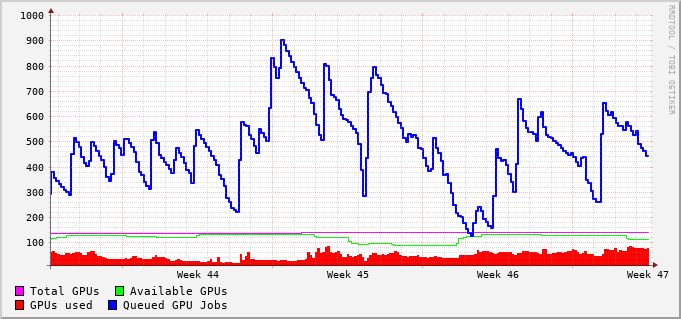 1000
900
800
700
600
500
400
300
200
100
RRDTOOL / TOBI OETIKER
Week 44 Week 45 Week 46 Week 47
Total GPUs Available GPUs
GPUs used Queued GPU Jobs